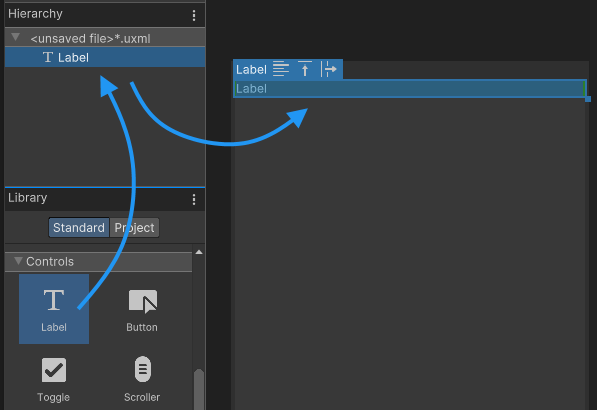 Hierarchy
<unsaved file>*.uxml
Label
Label
Label
Library
Standard Project
Controls
Label Button
Toggle Scroller